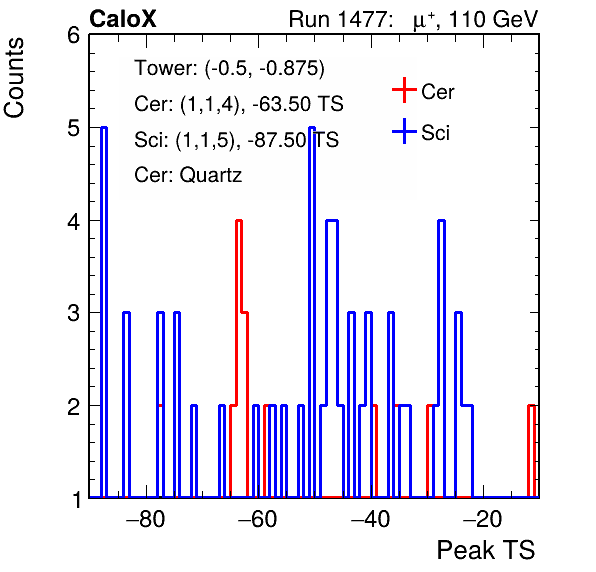 CaloX Run 1477: μ⁺, 110 GeV
Counts
6
Tower: (-0.5, -0.875)
Cer
Cer: (1,1,4), -63.50 TS
Sci
5
Sci: (1,1,5), -87.50 TS
Cer: Quartz
4
3
2
1
−80 −60 −40 −20
Peak TS